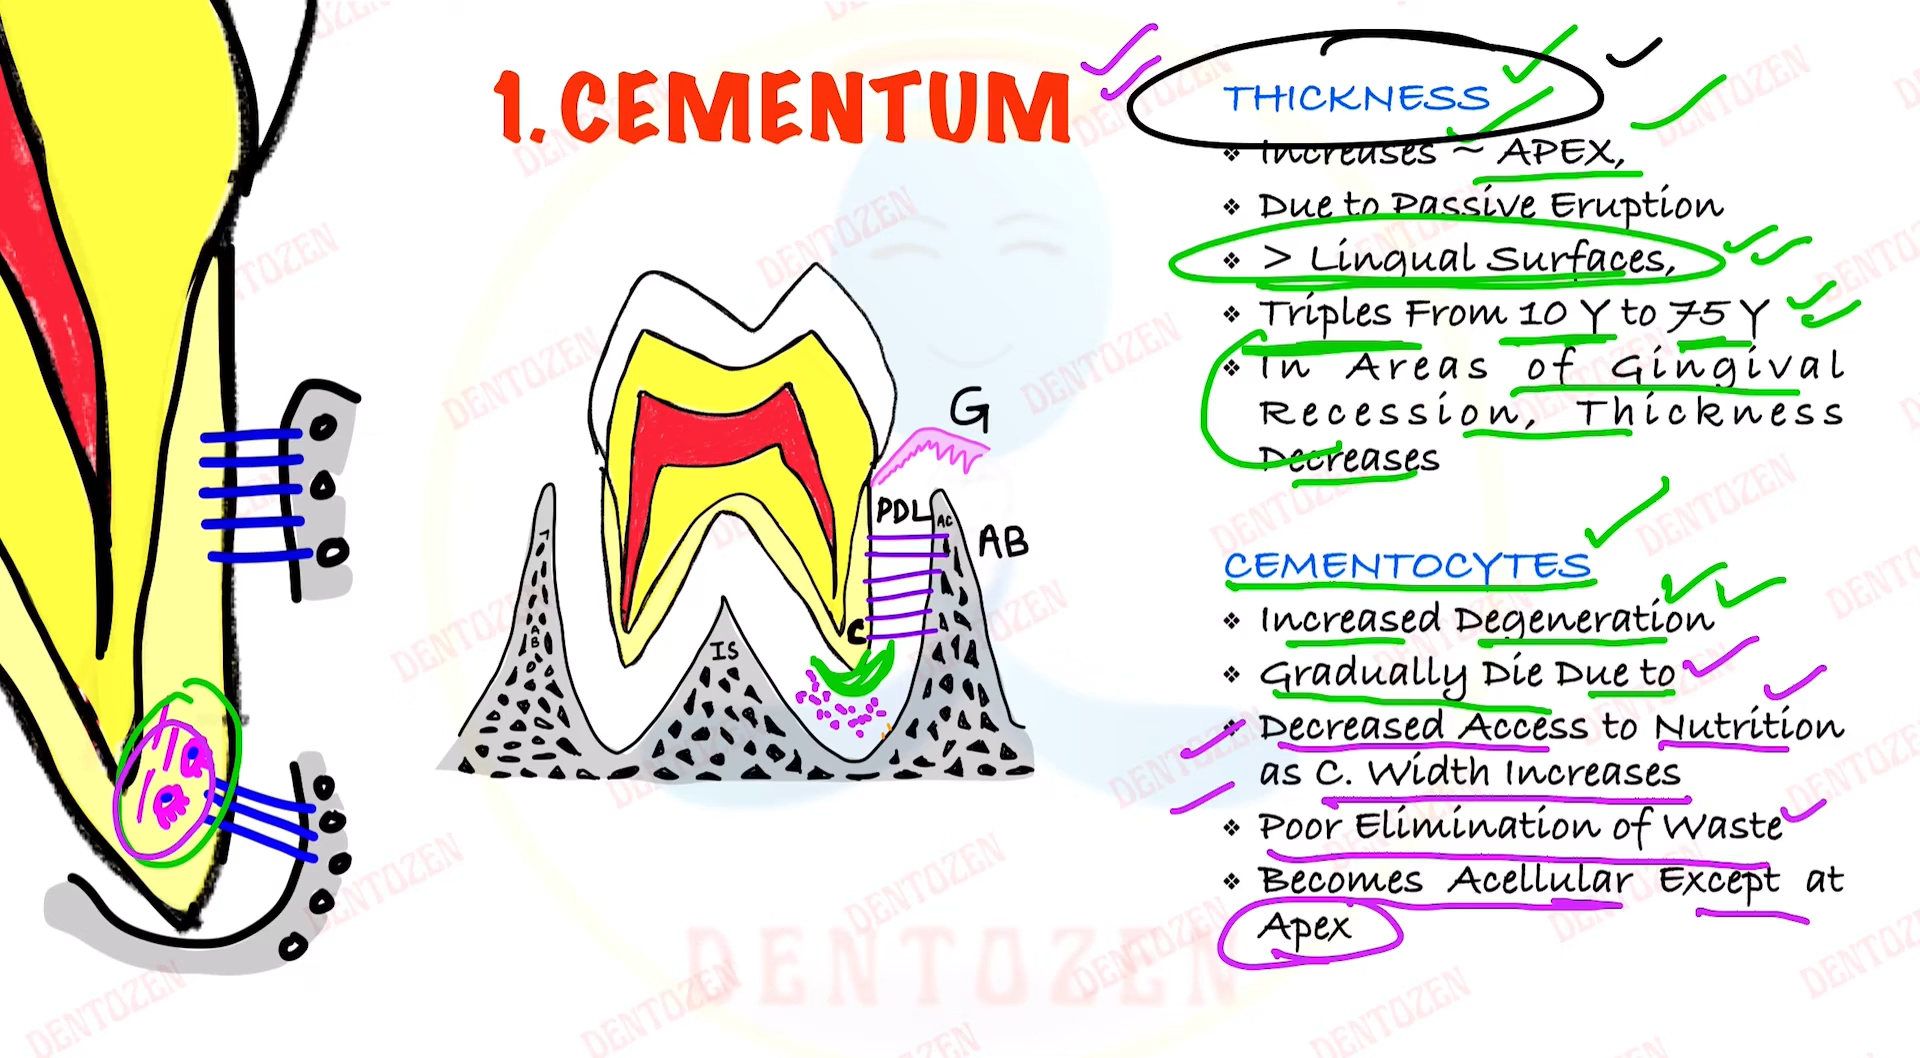 1. CEMENTUM
THICKNESS
❖ Increases ~ APEX,
❖ Due to Passive Eruption
❖ > Lingual Surfaces,
❖ Triples From 10 Y to 75 Y
❖ In Areas of Gingival
Recession, Thickness
Decreases
CEMENTOCYTES
❖ Increased Degeneration
❖ Gradually Die Due to
❖ Decreased Access to Nutrition
as C. Width Increases
❖ Poor Elimination of Waste
❖ Becomes Acellular Except at
Apex
G
PDL
AC
AB
C
IS
AB
DENTOZEN